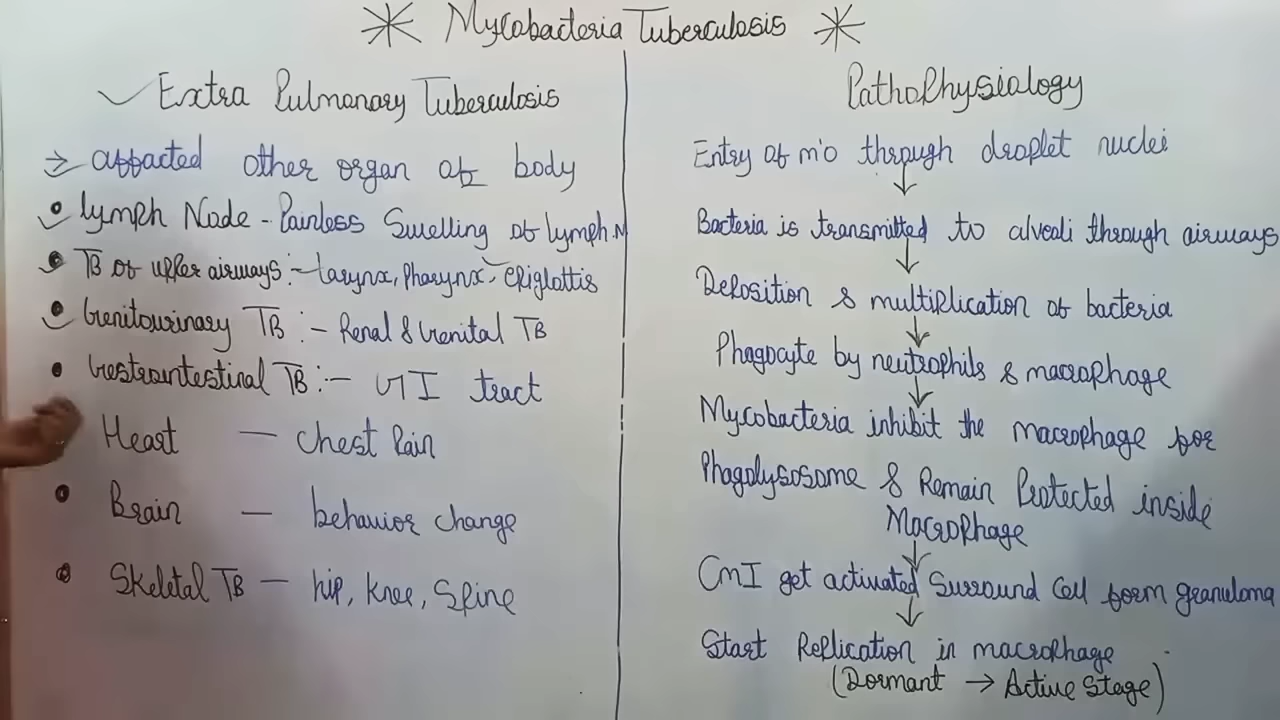 Mycobacteria Tuberculosis
Extra Pulmonary Tuberculosis
affacted other organ of body
Lymph Node - Painless Swelling of lymph.N
TB of upper airways :- Larynx, Pharynx, epiglottis
Genitourinary TB :- Renal & Genital TB
Gestrointestinal TB :- GI tract
Heart — Chest Pain
Brain — behavior change
Skeletal TB — hip, knee, Spine
Pathophysiology
Entry of m'o through droplet nuclei
↓
Bacteria is transmitted to alveoli through airways
↓
Deposition & multiplication of bacteria
↓
Phagocyte by neutrophils & macrophage
↓
Mycobacteria inhibit the macrophage for
Phagolysosome & Remain Protected inside
Macrophage
↓
CMI get activated Surround Cell form granuloma
↓
Start Replication in macrophage
(Dormant → Active Stage)